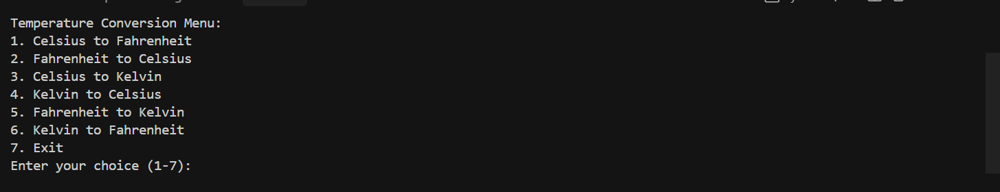 Temperature Conversion Menu:
1. Celsius to Fahrenheit
2. Fahrenheit to Celsius
3. Celsius to Kelvin
4. Kelvin to Celsius
5. Fahrenheit to Kelvin
6. Kelvin to Fahrenheit
7. Exit
Enter your choice (1-7):